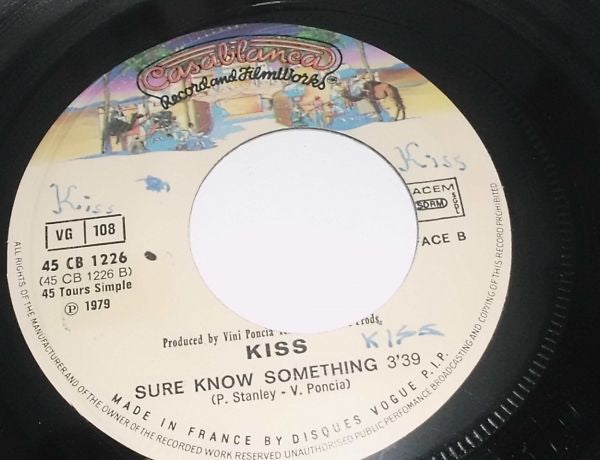 Casablanca
Record and FilmWorks
Kiss
Kiss
VG 108
45 CB 1226
(45 CB 1226 B)
45 Tours Simple
Ⓟ 1979
ACEM
SDRM
FACE B
Produced by Vini Poncia
Prods.
KISS
KISS
SURE KNOW SOMETHING 3'39
(P. Stanley - V. Poncia)
MADE IN FRANCE BY DISQUES VOGUE P.I.P.
ALL RIGHTS OF THE MANUFACTURER AND OF THE OWNER OF THE RECORDED WORK RESERVED UNAUTHORISED PUBLIC PERFOMANCE BROADCASTING AND COPYING OF THIS RECORD PROHIBITED